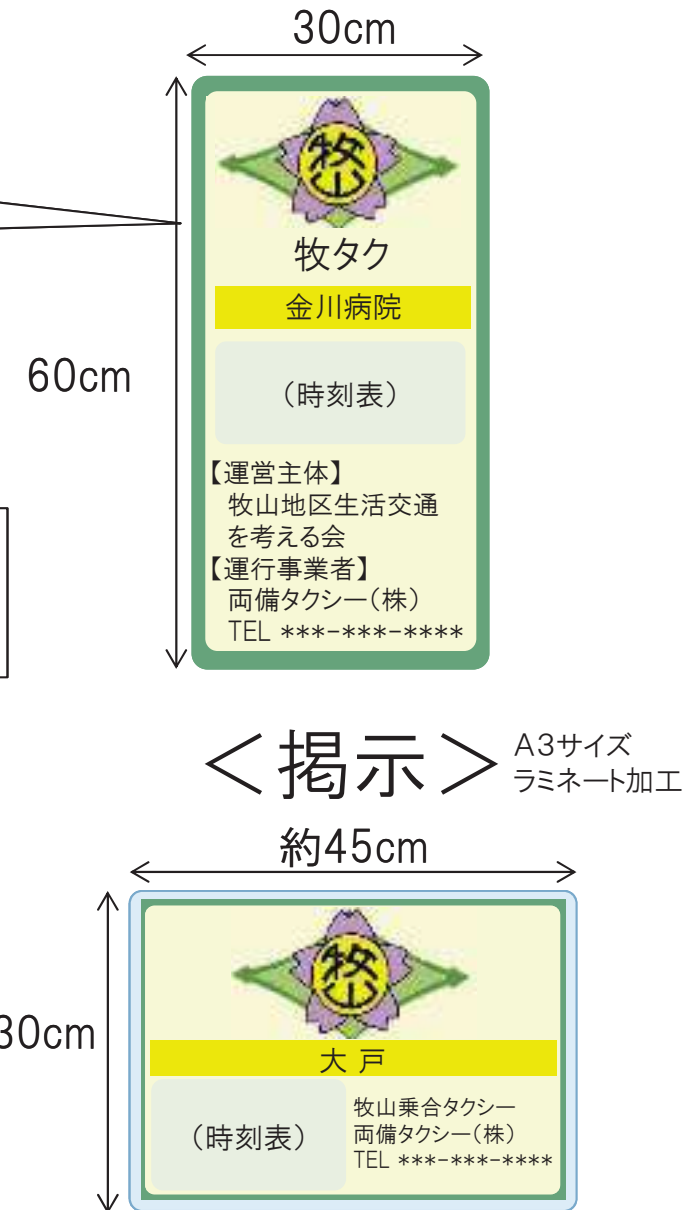 30cm
牧山
牧タク
金川病院
60cm
（時刻表）
【運営主体】
牧山地区生活交通
を考える会
【運行事業者】
両備タクシー（株）
TEL ***-***-****
＜掲示＞
A3サイズ
ラミネート加工
約45cm
牧山
30cm
大戸
（時刻表）
牧山乗合タクシー
両備タクシー（株）
TEL ***-***-****